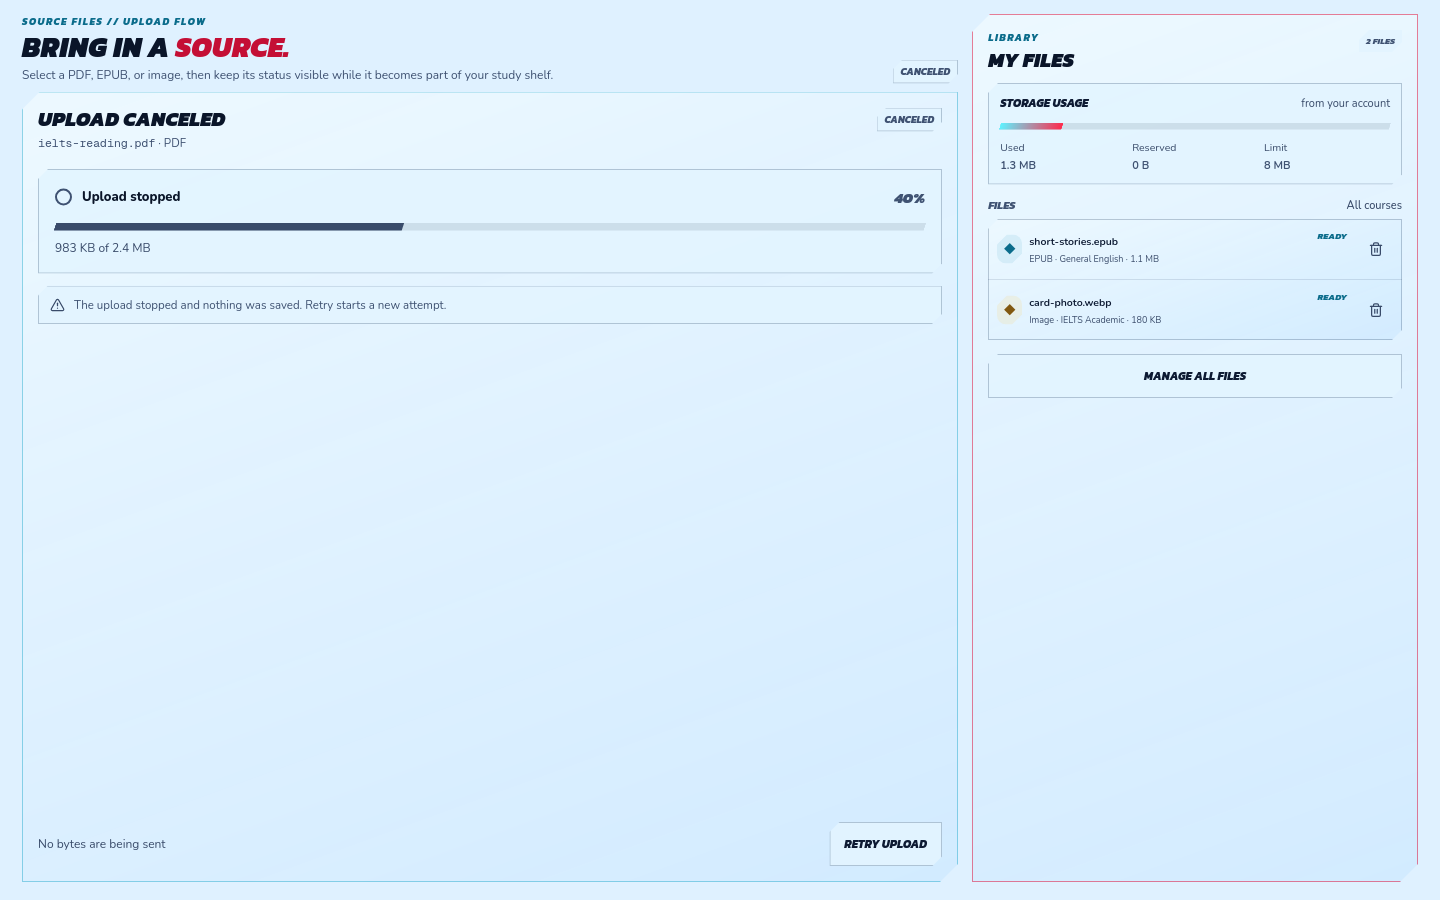 SOURCE FILES // UPLOAD FLOW
BRING IN A SOURCE.
Select a PDF, EPUB, or image, then keep its status visible while it becomes part of your study shelf.
CANCELED
UPLOAD CANCELED
CANCELED
ielts-reading.pdf · PDF
Upload stopped
40%
983 KB of 2.4 MB
The upload stopped and nothing was saved. Retry starts a new attempt.
No bytes are being sent
RETRY UPLOAD
LIBRARY
2 FILES
MY FILES
STORAGE USAGE
from your account
Used
Reserved
Limit
1.3 MB
0 B
8 MB
FILES
All courses
short-stories.epub
READY
EPUB · General English · 1.1 MB
card-photo.webp
READY
Image · IELTS Academic · 180 KB
MANAGE ALL FILES